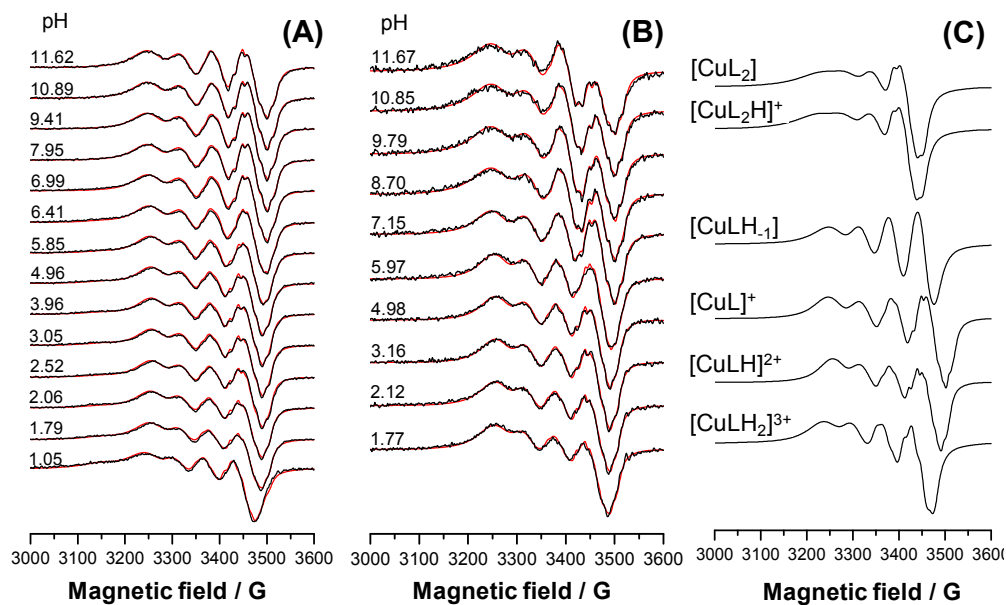 pH
(A)
11.62
10.89
9.41
7.95
6.99
6.41
5.85
4.96
3.96
3.05
2.52
2.06
1.79
1.05
3000 3100 3200 3300 3400 3500 3600
Magnetic field / G
pH
(B)
11.67
10.85
9.79
8.70
7.15
5.97
4.98
3.16
2.12
1.77
3000 3100 3200 3300 3400 3500 3600
Magnetic field / G
(C)
[CuL₂]
[CuL₂H]⁺
[CuLH₋₁]
[CuL]⁺
[CuLH]²⁺
[CuLH₂]³⁺
3000 3100 3200 3300 3400 3500 3600
Magnetic field / G